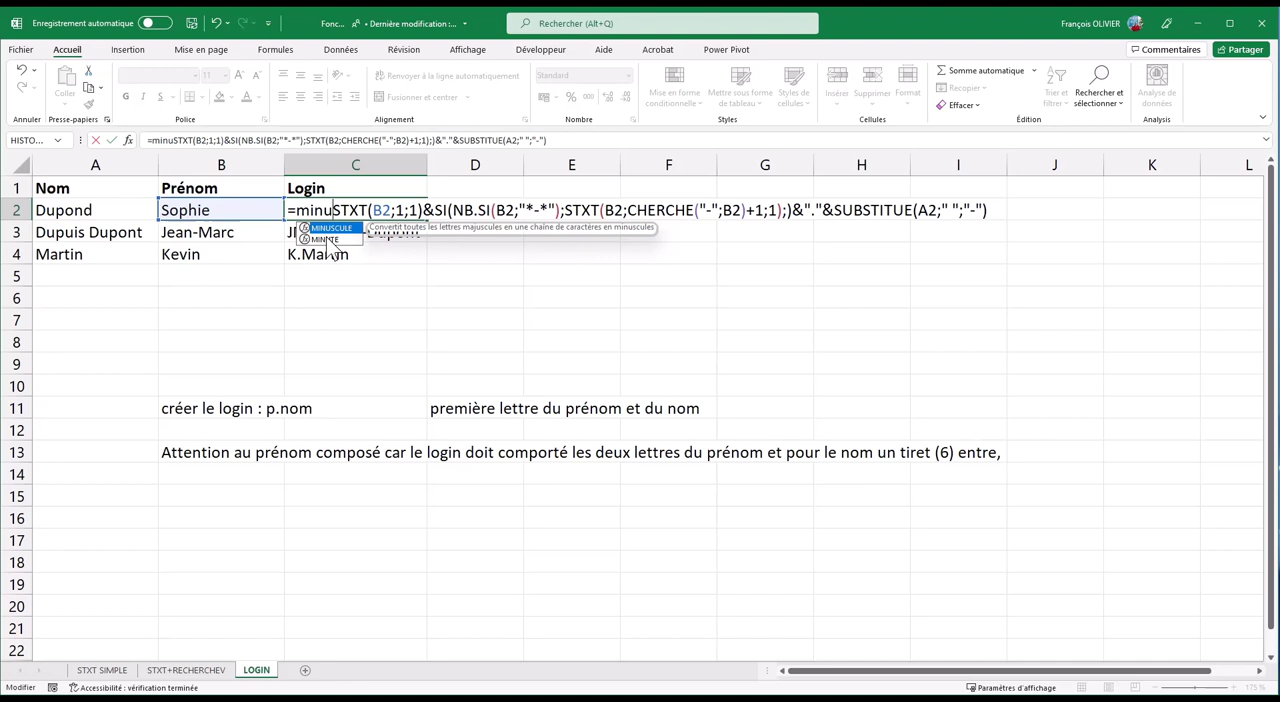 Enregistrement automatique
Fonc... • Dernière modification :...
Rechercher (Alt+Q)
François OLIVIER
Fichier Accueil Insertion Mise en page Formules Données Révision Affichage Développeur Aide Acrobat Power Pivot
Commentaires Partager
Coller
G I S
Renvoyer à la ligne automatiquement
Fusionner et centrer
Standard
Mise en forme conditionnelle
Mettre sous forme de tableau
Styles de cellules
Insérer Supprimer Format
Somme automatique
Recopier
Effacer
Trier et filtrer
Rechercher et sélectionner
Analyse de données
Annuler Presse-papiers Police Alignement Nombre Styles Cellules Édition Analyse
HISTO... fx =minuSTXT(B2;1;1)&SI(NB.SI(B2;"*-*");STXT(B2;CHERCHE("-";B2)+1;1);)&"."&SUBSTITUE(A2;" ";"-")
A B C D E F G H I J K L
1 Nom Prénom Login
2 Dupond Sophie =minuSTXT(B2;1;1)&SI(NB.SI(B2;"*-*");STXT(B2;CHERCHE("-";B2)+1;1);)&"."&SUBSTITUE(A2;" ";"-")
MINUSCULE Convertit toutes les lettres majuscules en une chaîne de caractères en minuscules
3 Dupuis Dupont Jean-Marc
MINUTE
4 Martin Kevin K.Martin
5
6
7
8
9
10
11 créer le login : p.nom première lettre du prénom et du nom
12
13 Attention au prénom composé car le login doit comporté les deux lettres du prénom et pour le nom un tiret (6) entre,
14
15
16
17
18
19
20
21
22
STXT SIMPLE STXT+RECHERCHEV LOGIN
Modifier Accessibilité : vérification terminée Paramètres d'affichage 175 %